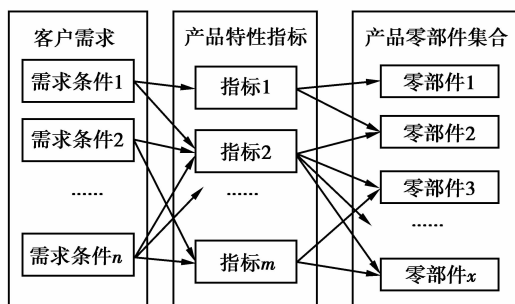 客户需求
需求条件1
需求条件2
......
需求条件n
产品特性指标
指标1
指标2
......
指标m
产品零部件集合
零部件1
零部件2
零部件3
......
零部件x